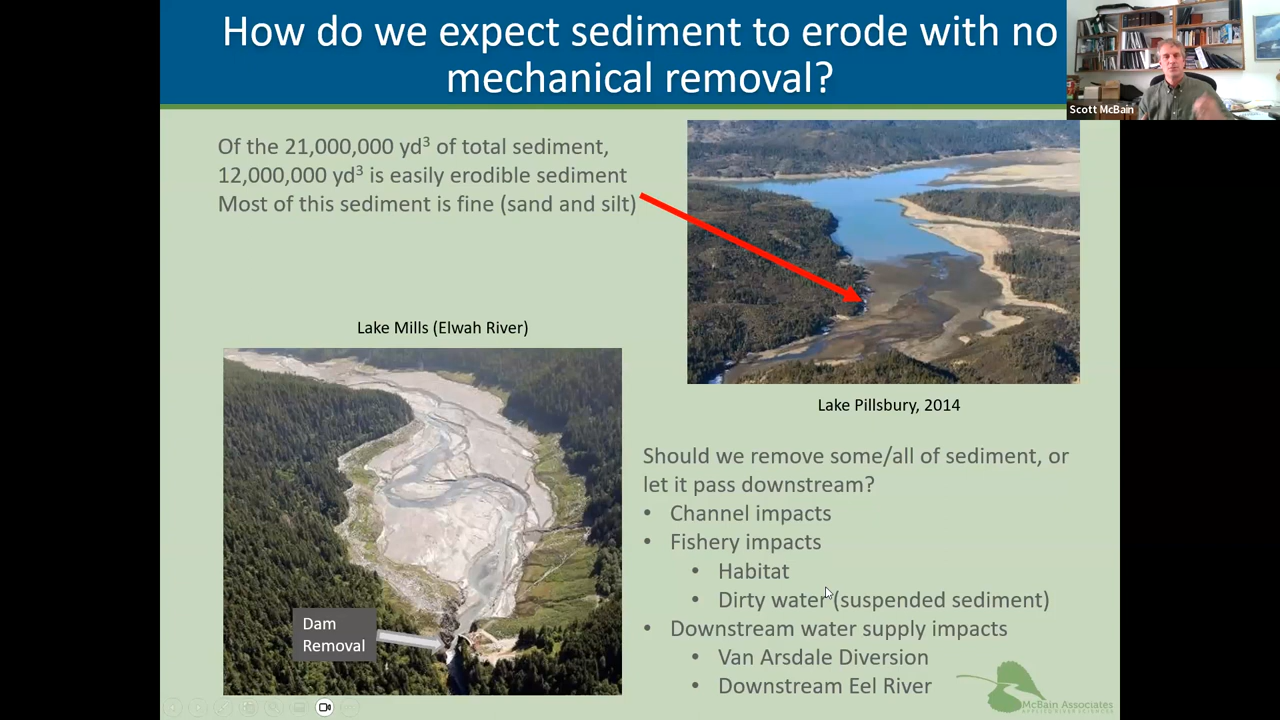 How do we expect sediment to erode with no
mechanical removal?
Scott McBain
Of the 21,000,000 yd³ of total sediment,
12,000,000 yd³ is easily erodible sediment
Most of this sediment is fine (sand and silt)
Lake Mills (Elwah River)
Dam
Removal
Lake Pillsbury, 2014
Should we remove some/all of sediment, or
let it pass downstream?
• Channel impacts
• Fishery impacts
• Habitat
• Dirty water (suspended sediment)
• Downstream water supply impacts
• Van Arsdale Diversion
• Downstream Eel River
McBain Associates
APPLIED RIVER SCIENCES